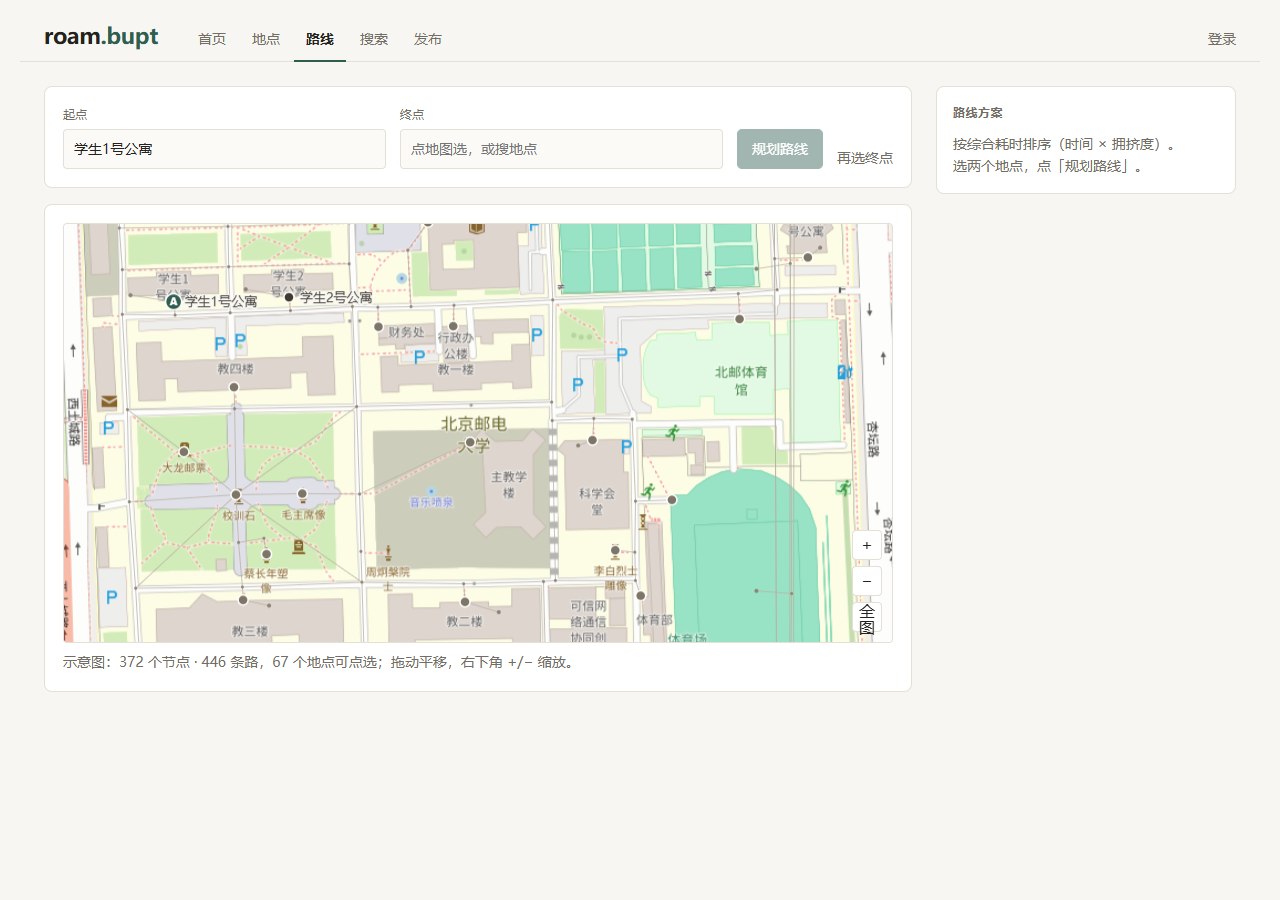 roam.bupt
首页 地点 路线 搜索 发布
登录
起点
学生1号公寓
终点
点地图选，或搜地点
规划路线
再选终点
路线方案
按综合耗时排序（时间 × 拥挤度）。
选两个地点，点「规划路线」。
号公寓
学生1
号公寓
学生2
号公寓
A 学生1号公寓
学生2号公寓
P
P
P
财务处
行政办
公楼
教一楼
P
P
P
P
教四楼
北邮体育
馆
西土城路
P
北京邮电
大学
杏坛路
大龙邮票
主教学
楼
P
音乐喷泉
科学会
堂
校训石
毛主席像
杏坛路
周炯槃院
士
李白烈士
雕像
蔡长年塑
像
P
教三楼
教二楼
可信网
络通信
协同创
体育部
体育场
+
−
全
图
示意图：372 个节点 · 446 条路，67 个地点可点选；拖动平移，右下角 +/− 缩放。